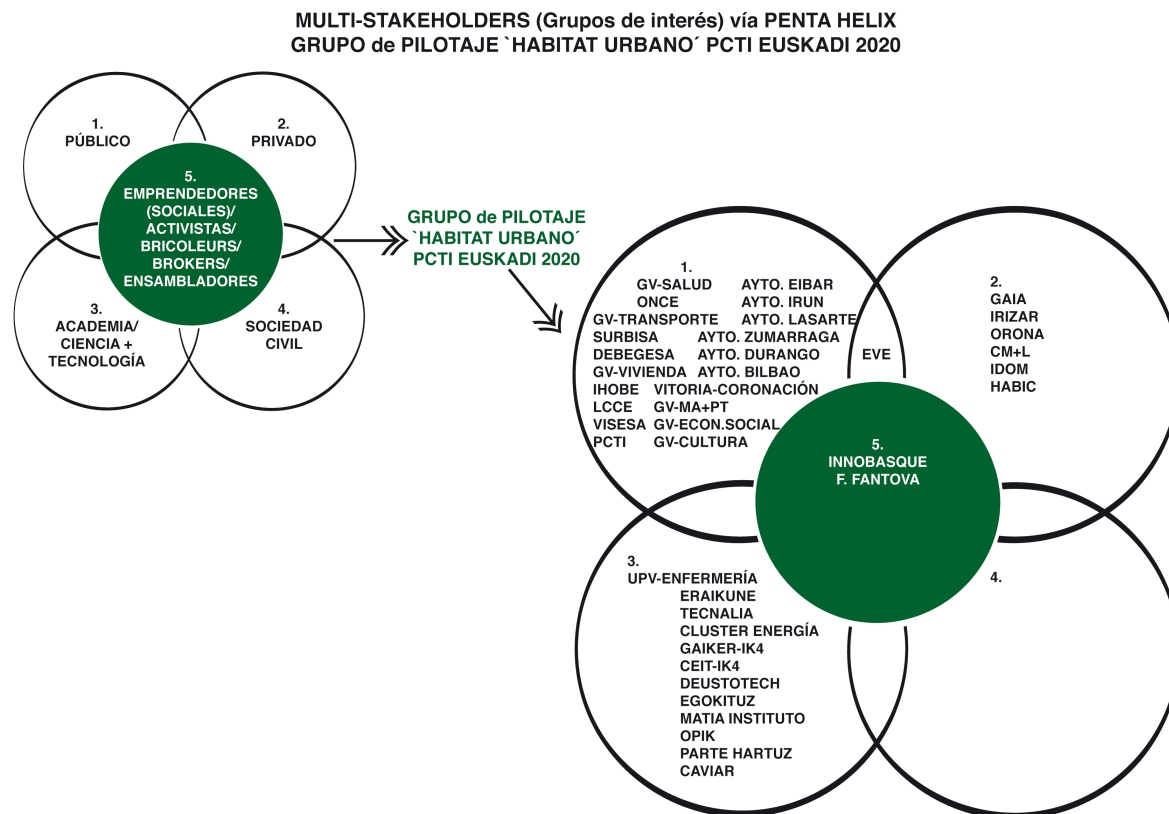 MULTI-STAKEHOLDERS (Grupos de interés) vía PENTA HELIX
GRUPO de PILOTAJE `HABITAT URBANO´ PCTI EUSKADI 2020
1.
PÚBLICO
2.
PRIVADO
5.
EMPRENDEDORES
(SOCIALES)/
ACTIVISTAS/
BRICOLEURS/
BROKERS/
ENSAMBLADORES
3.
ACADEMIA/
CIENCIA +
TECNOLOGÍA
4.
SOCIEDAD
CIVIL
GRUPO de PILOTAJE
`HABITAT URBANO´
PCTI EUSKADI 2020
1.
GV-SALUD AYTO. EIBAR
ONCE AYTO. IRUN
GV-TRANSPORTE AYTO. LASARTE
SURBISA AYTO. ZUMARRAGA
DEBEGESA AYTO. DURANGO
GV-VIVIENDA AYTO. BILBAO
IHOBE VITORIA-CORONACIÓN
LCCE GV-MA+PT
VISESA GV-ECON.SOCIAL
PCTI GV-CULTURA
EVE
2.
GAIA
IRIZAR
ORONA
CM+L
IDOM
HABIC
5.
INNOBASQUE
F. FANTOVA
3.
UPV-ENFERMERÍA
ERAIKUNE
TECNALIA
CLUSTER ENERGÍA
GAIKER-IK4
CEIT-IK4
DEUSTOTECH
EGOKITUZ
MATIA INSTITUTO
OPIK
PARTE HARTUZ
CAVIAR
4.